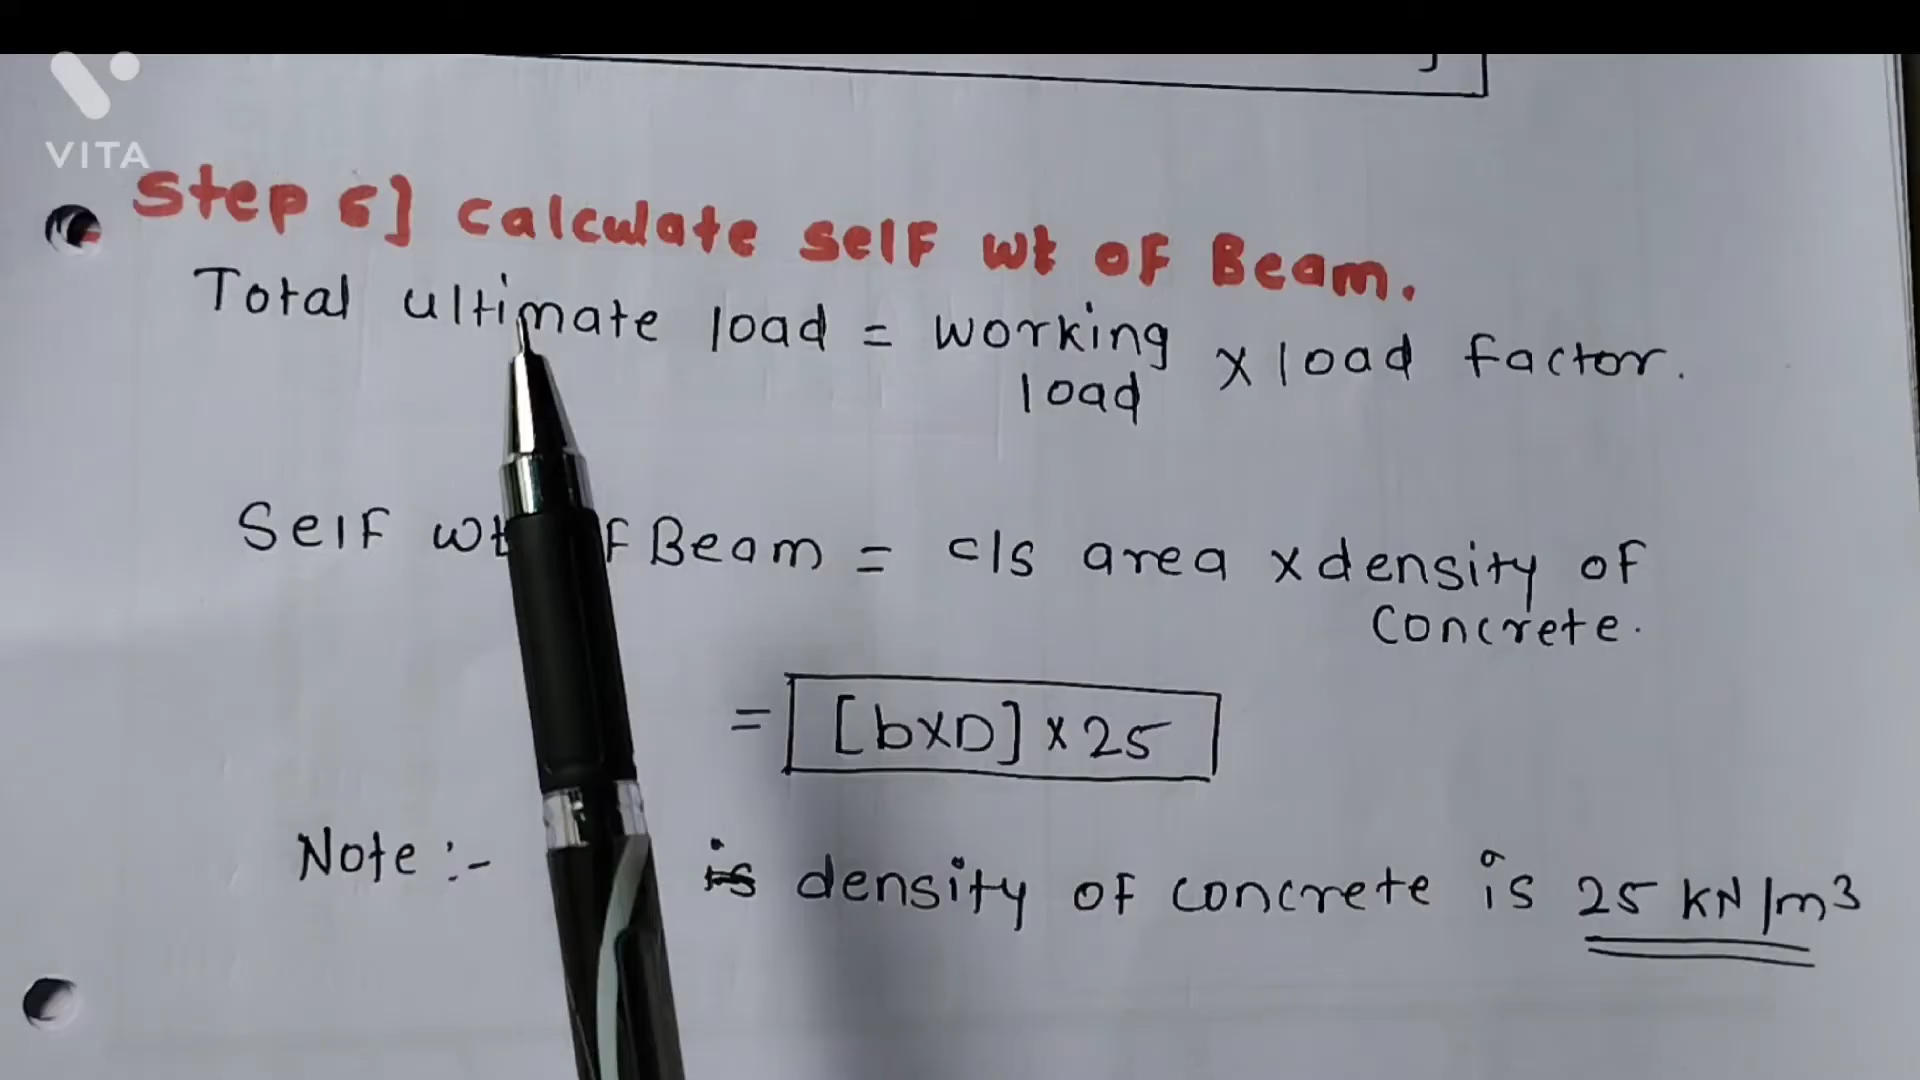 VITA
Step 6] calculate self wt of Beam.
Total ultimate load = working × load factor.
load
Self wt Beam = c/s area × density of
concrete.
= [b×D] × 25
Note :- density of concrete is 25 KN/m3